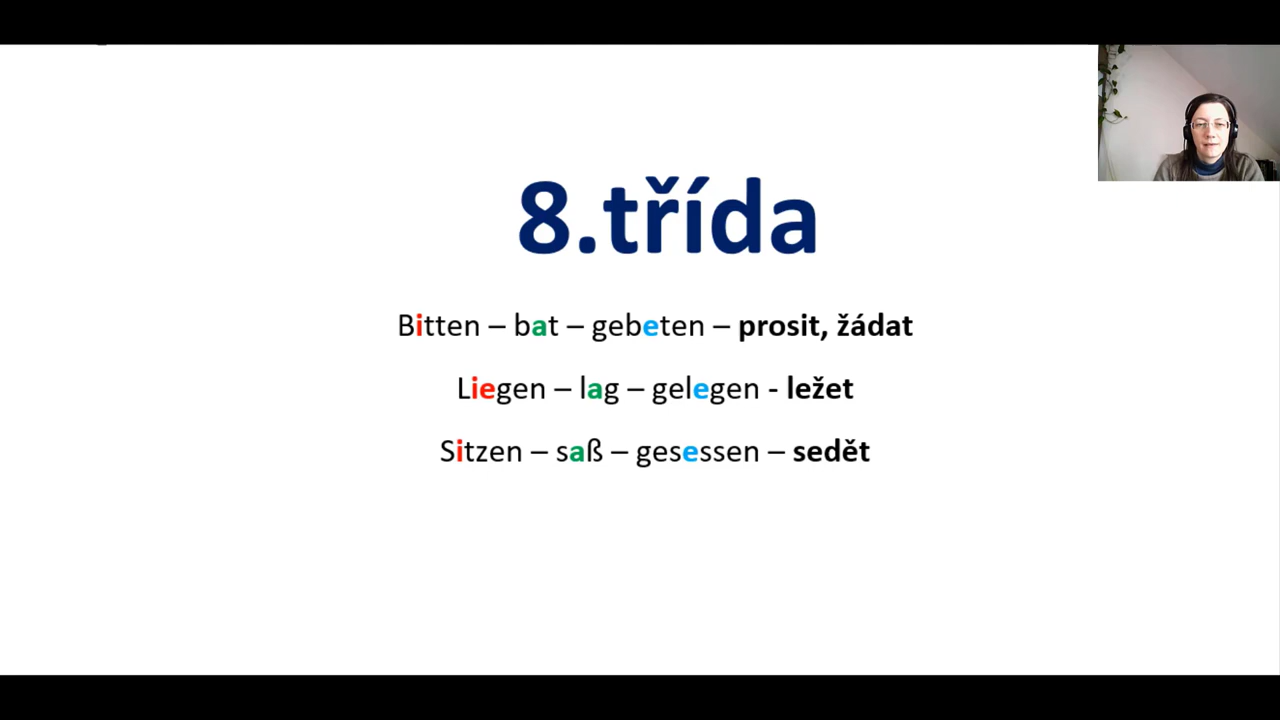 8.třída
Bitten – bat – gebeten – prosit, žádat
Liegen – lag – gelegen - ležet
Sitzen – saß – gesessen – sedět